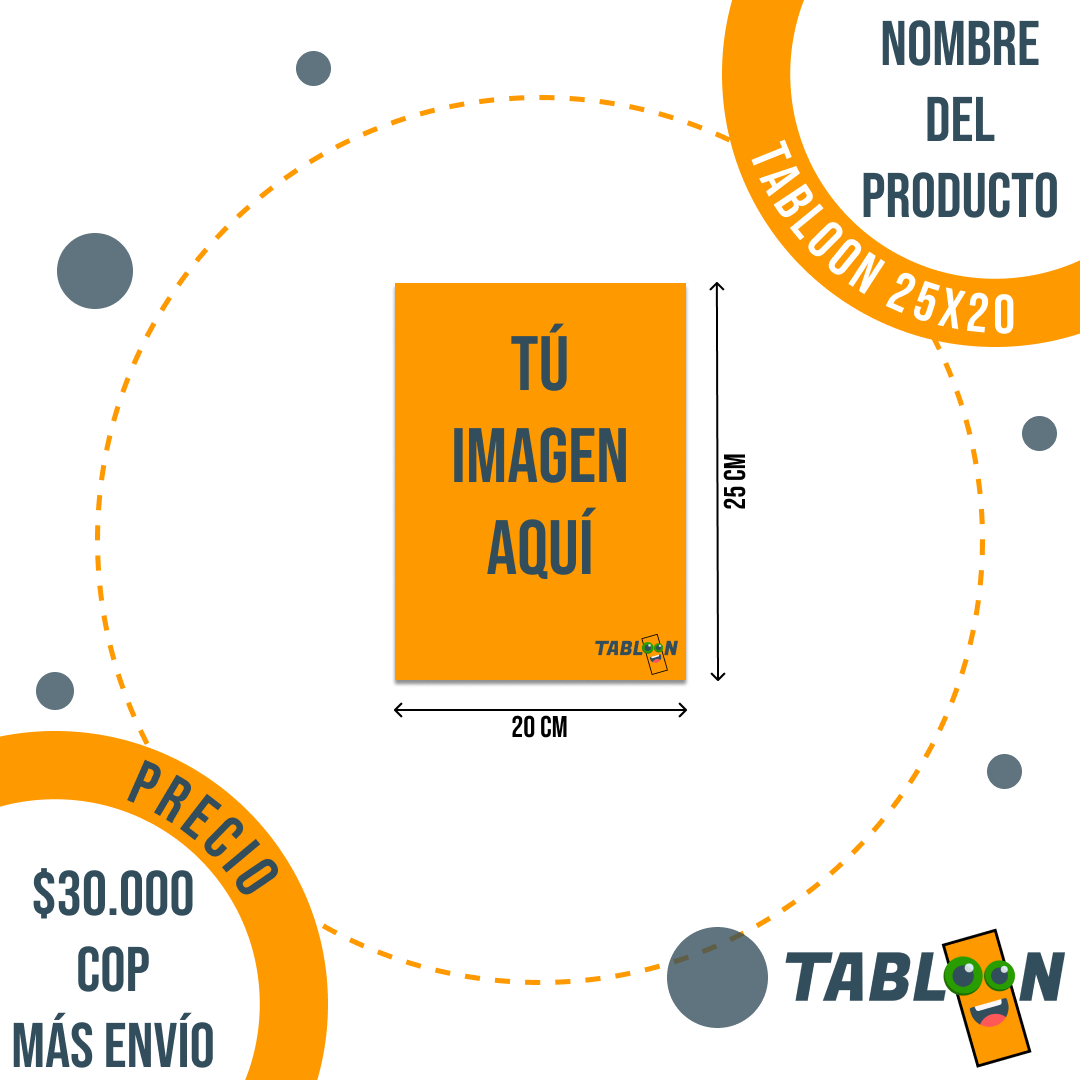 NOMBRE
DEL
PRODUCTO
TABLOON 25X20
TÚ
IMAGEN
AQUÍ
TABLOON
25 CM
20 CM
PRECIO
$30.000
COP
MÁS ENVÍO
TABLOON